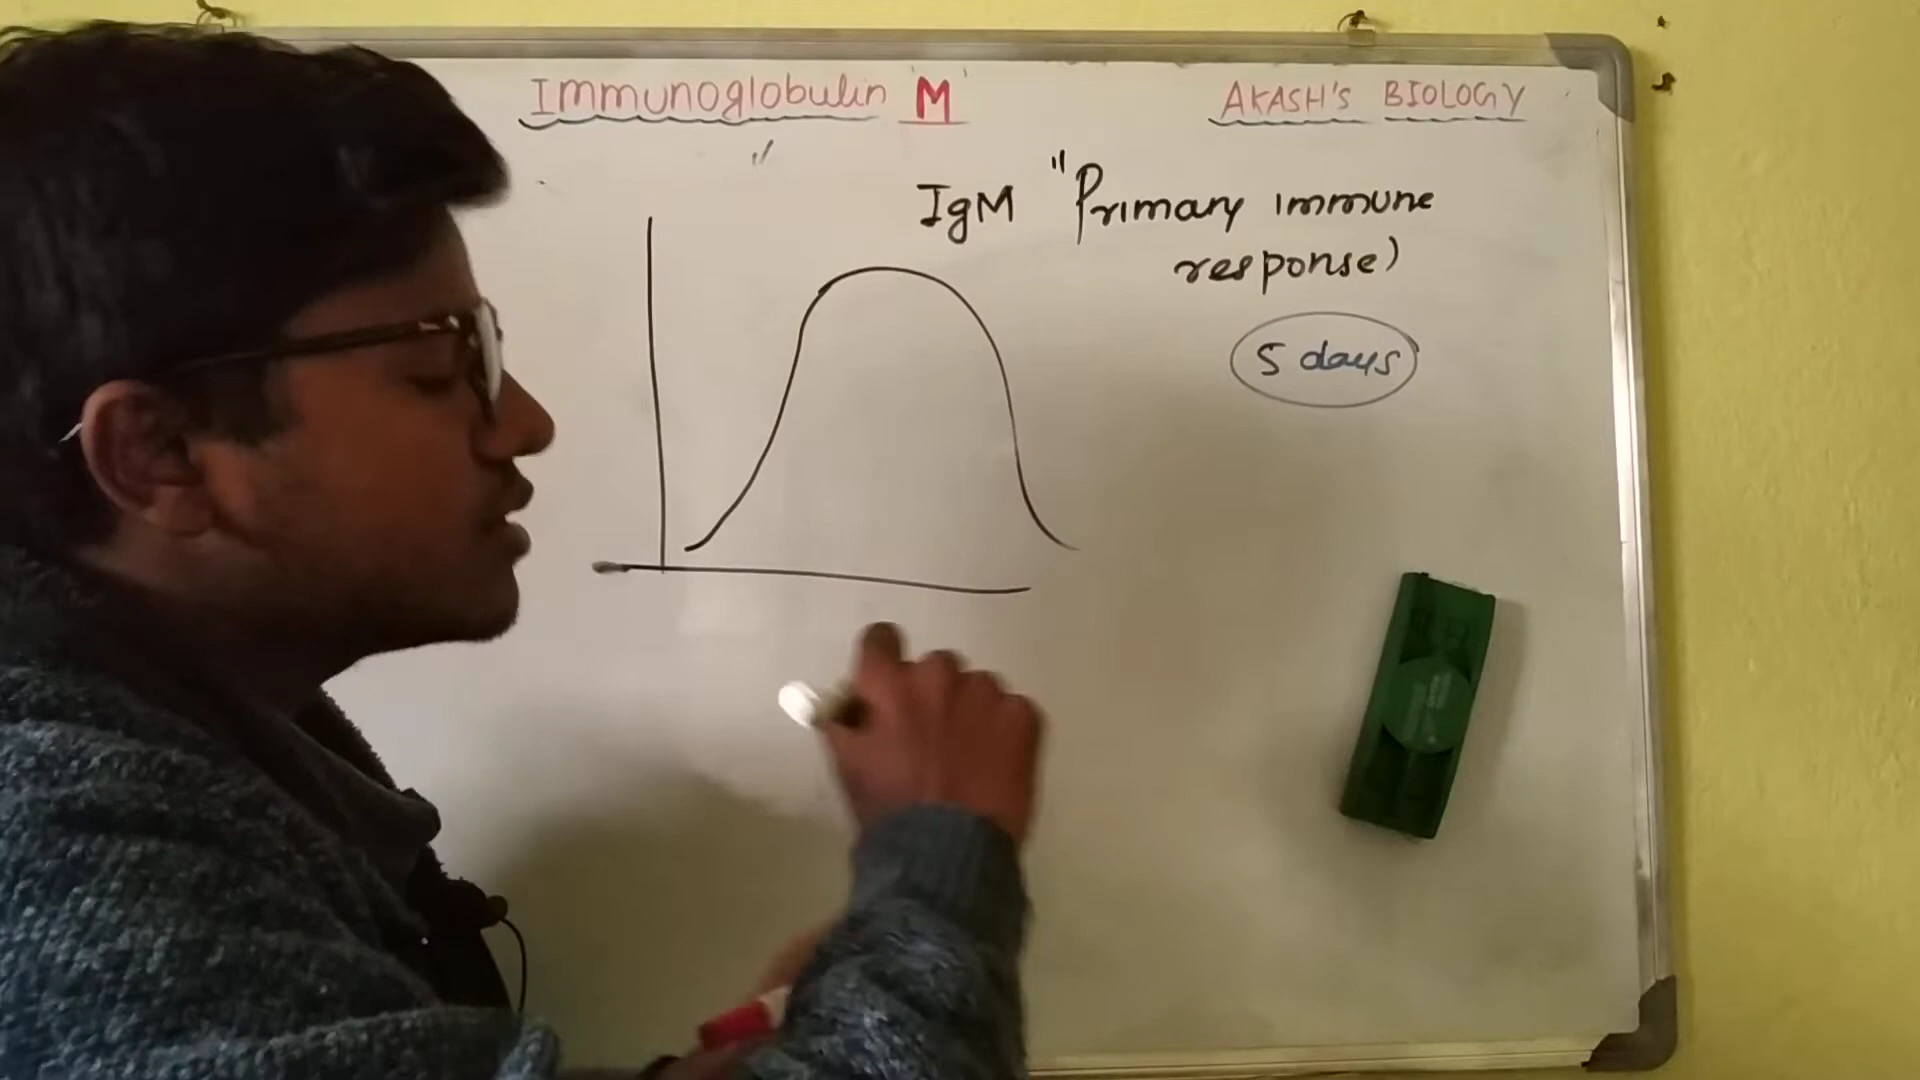 Immunoglobulin 'M'
AKASH'S BIOLOGY
IgM "Primary immune
response)
5 days